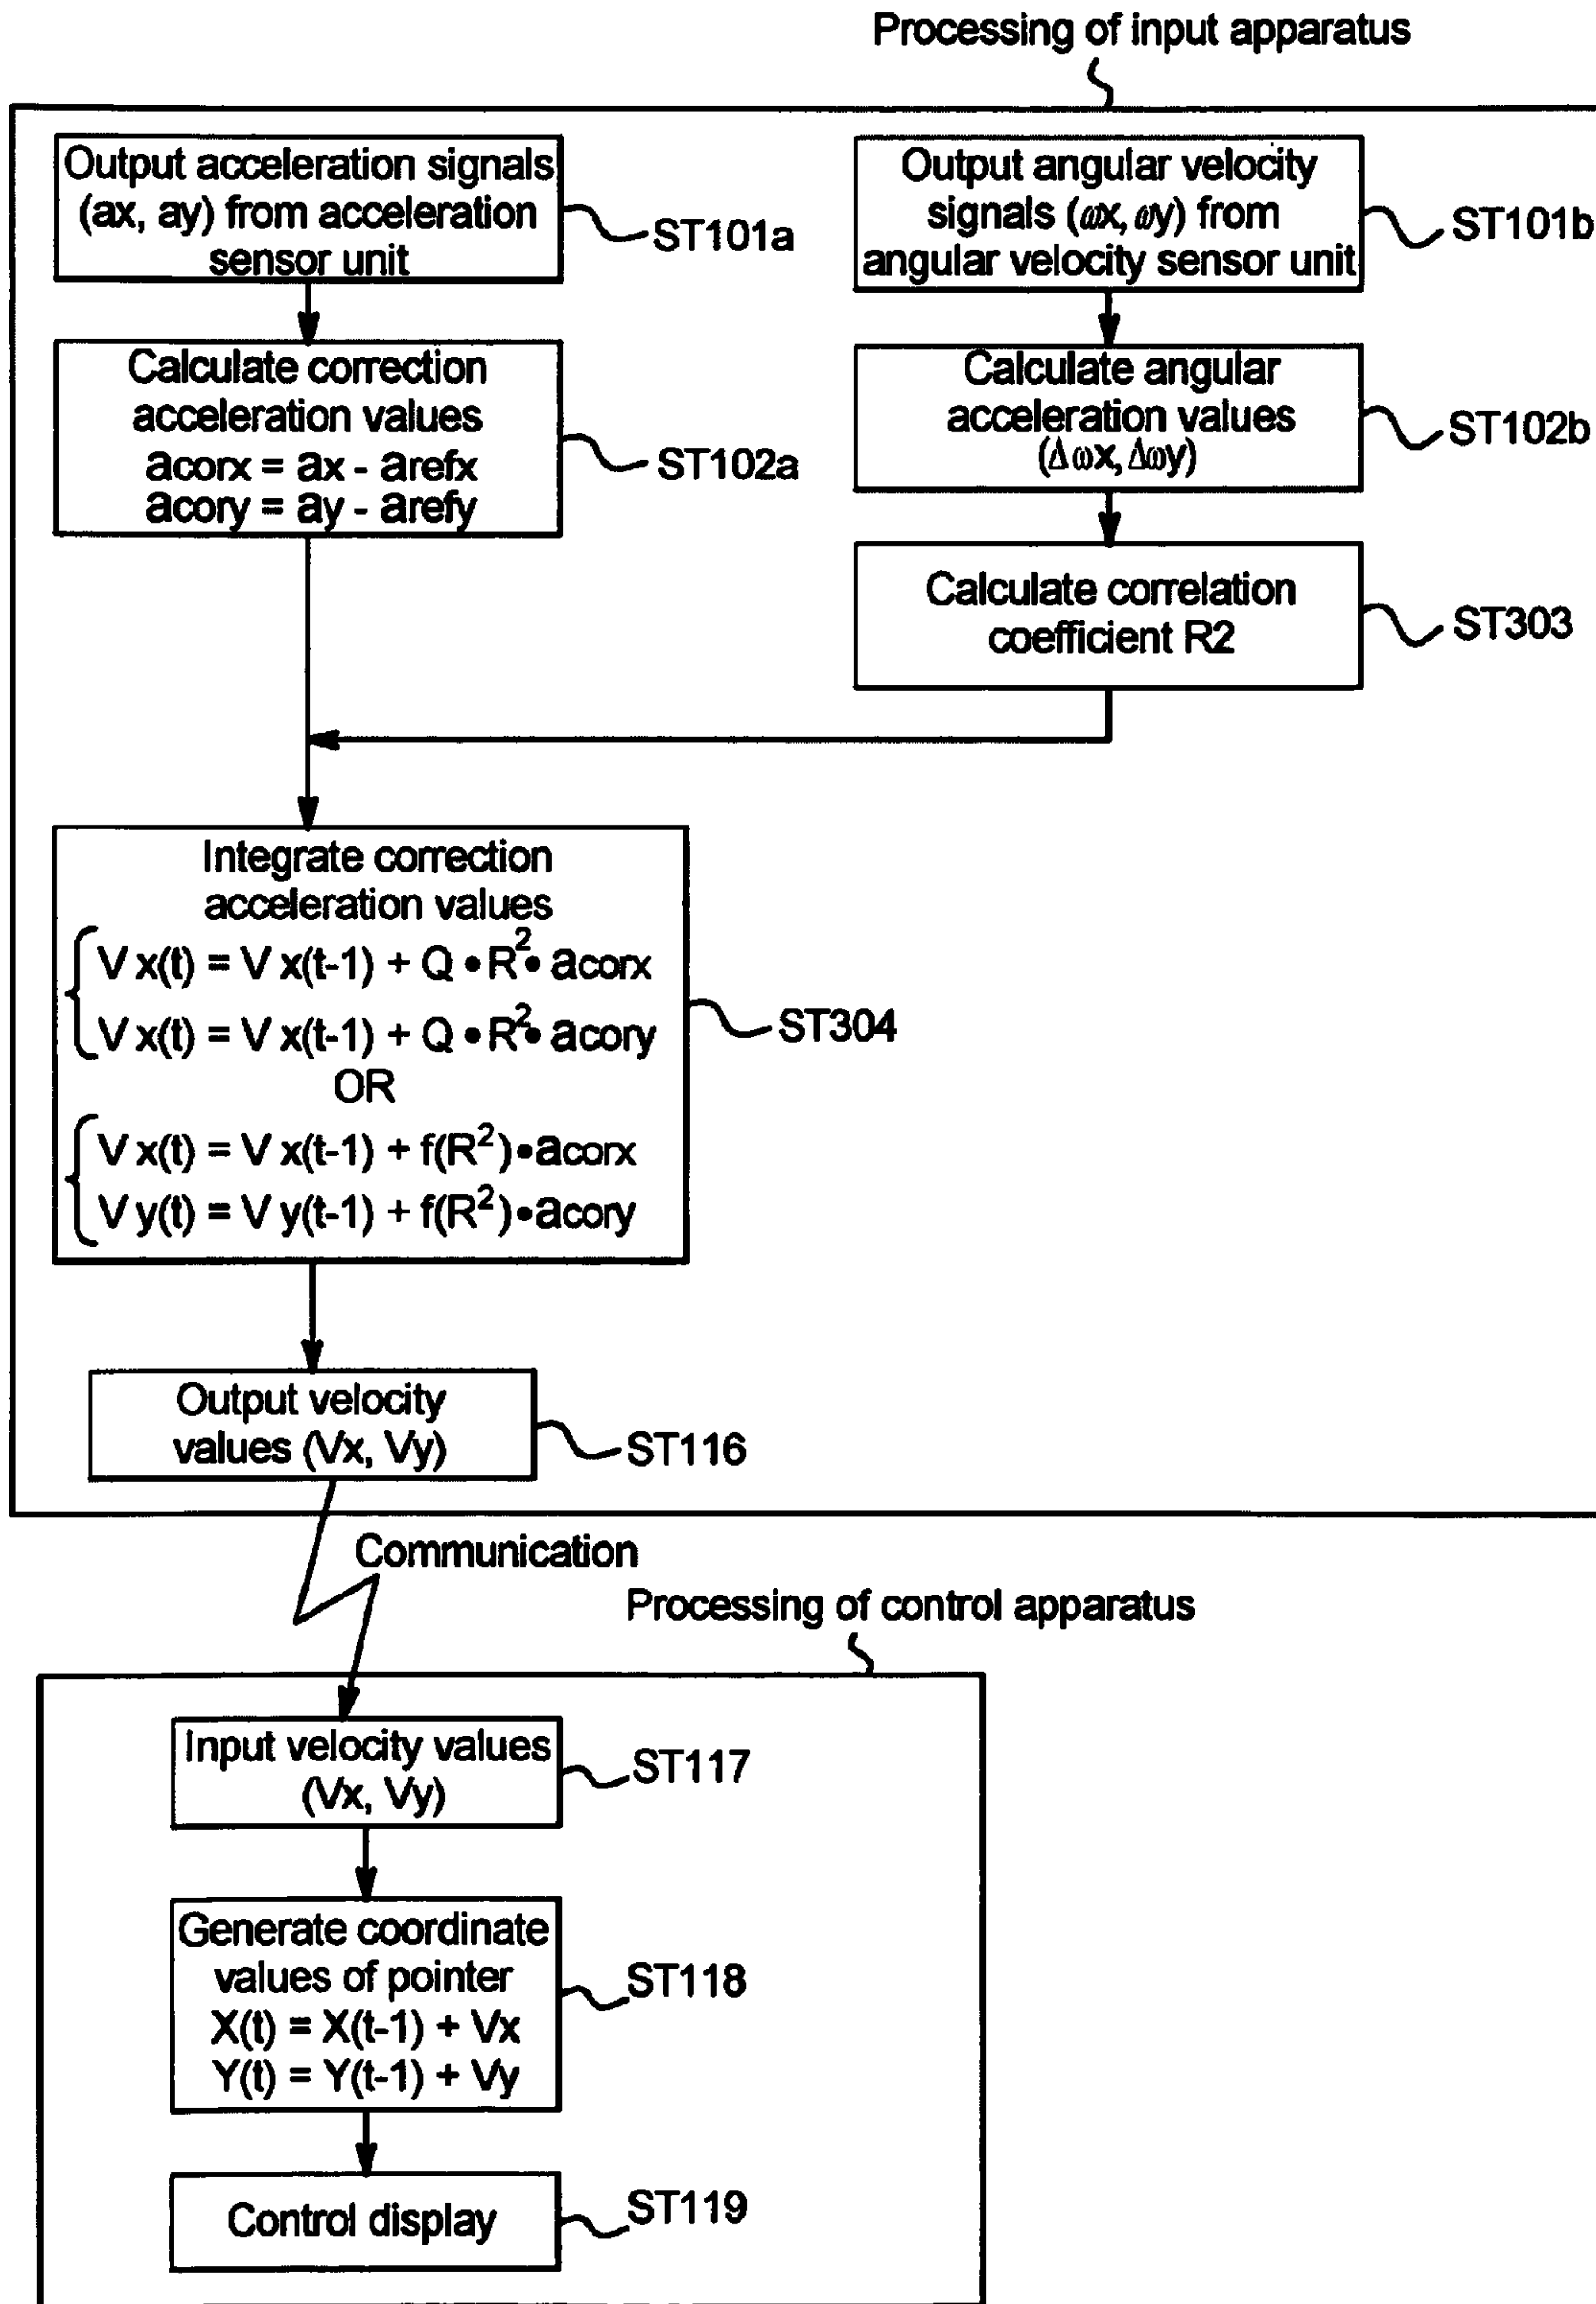 Processing of input apparatus
Output acceleration signals
(ax, ay) from acceleration
sensor unit
ST101a
Output angular velocity
signals (ωx, ωy) from
angular velocity sensor unit
ST101b
Calculate correction
acceleration values
acorx = ax - arefx
acory = ay - arefy
ST102a
Calculate angular
acceleration values
(Δωx, Δωy)
ST102b
Calculate correlation
coefficient R2
ST303
Integrate correction
acceleration values
V x(t) = V x(t-1) + Q • R² • acorx
V x(t) = V x(t-1) + Q • R² • acory
OR
V x(t) = V x(t-1) + f(R²) • acorx
V y(t) = V y(t-1) + f(R²) • acory
ST304
Output velocity
values (Vx, Vy)
ST116
Communication
Processing of control apparatus
Input velocity values
(Vx, Vy)
ST117
Generate coordinate
values of pointer
X(t) = X(t-1) + Vx
Y(t) = Y(t-1) + Vy
ST118
Control display
ST119